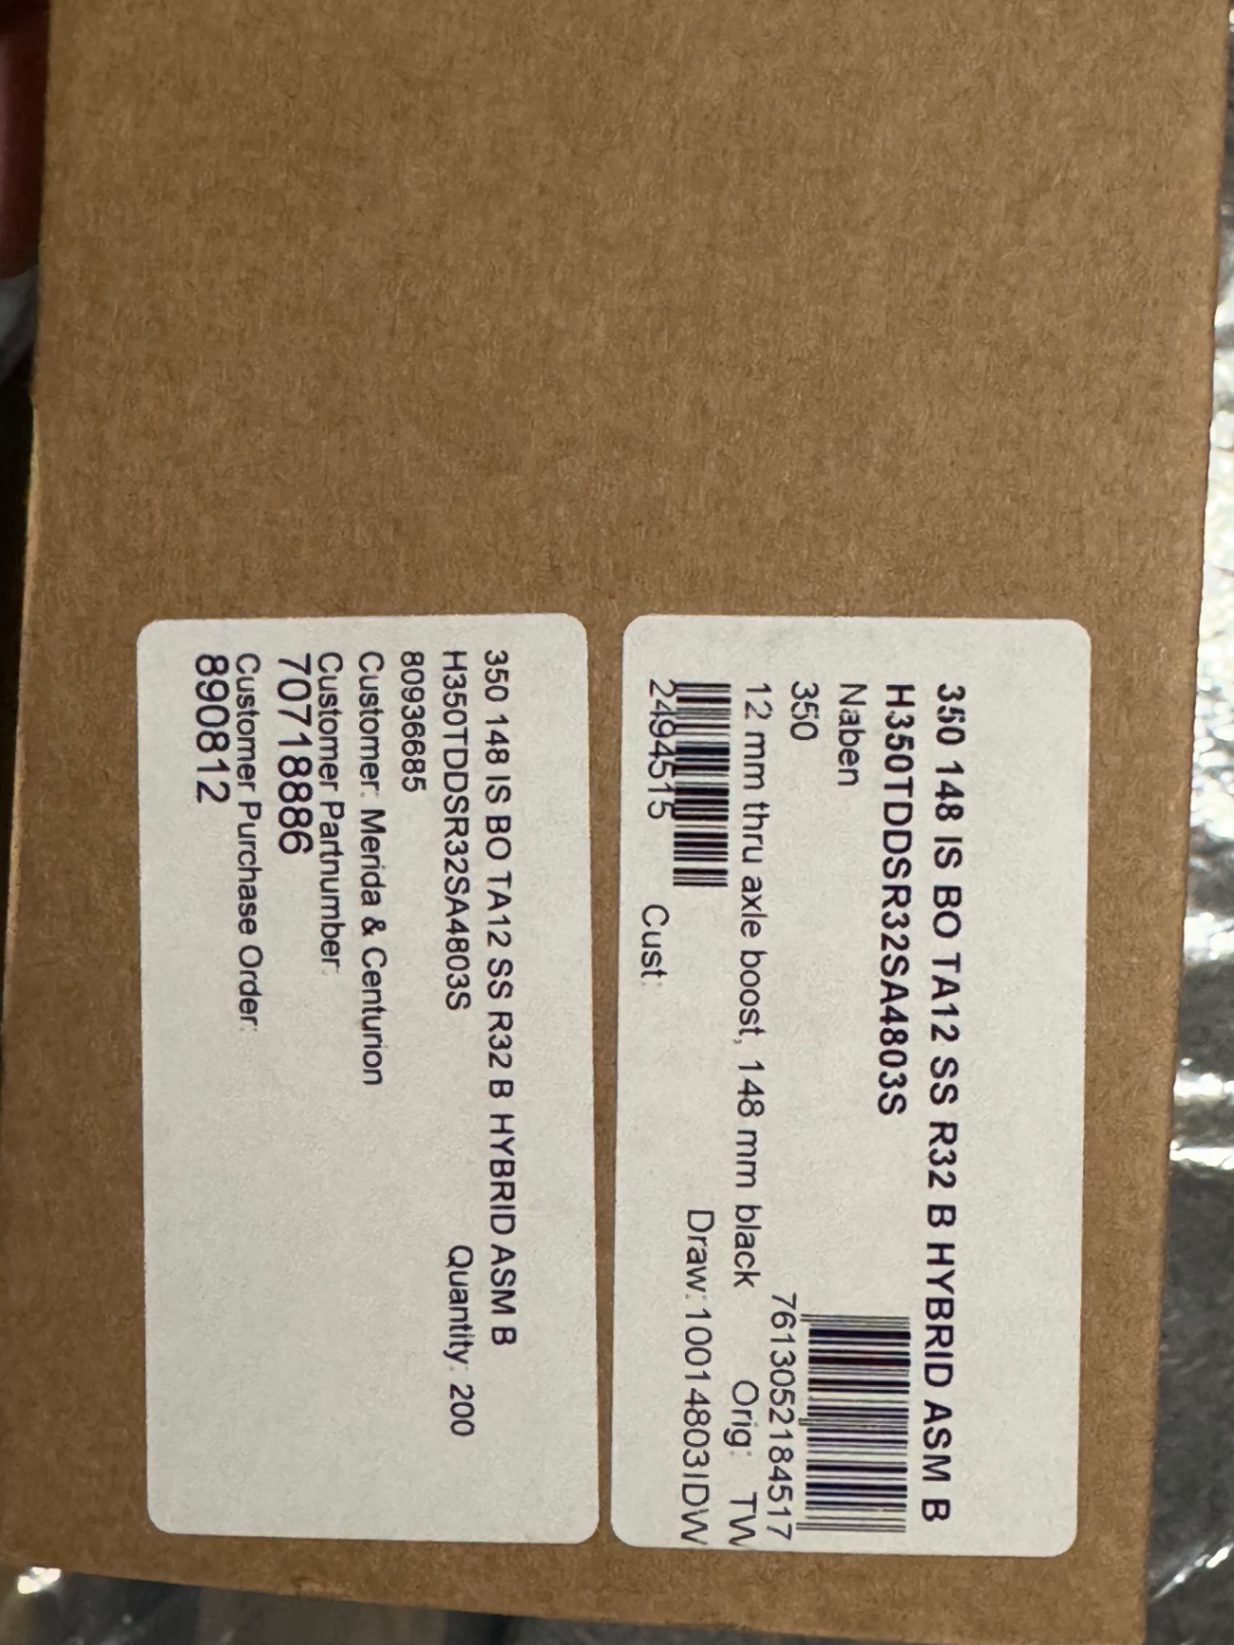 350 148 IS BO TA12 SS R32 B HYBRID ASM B
H350TDDSR32SA4803S
Naben
350
7613052184517
12 mm thru axle boost, 148 mm black Orig: TW
Draw:10014803IDW
2494515 Cust:
350 148 IS BO TA12 SS R32 B HYBRID ASM B
H350TDDSR32SA4803S Quantity: 200
80936685
Customer: Merida & Centurion
Customer Partnumber:
70718886
Customer Purchase Order:
890812